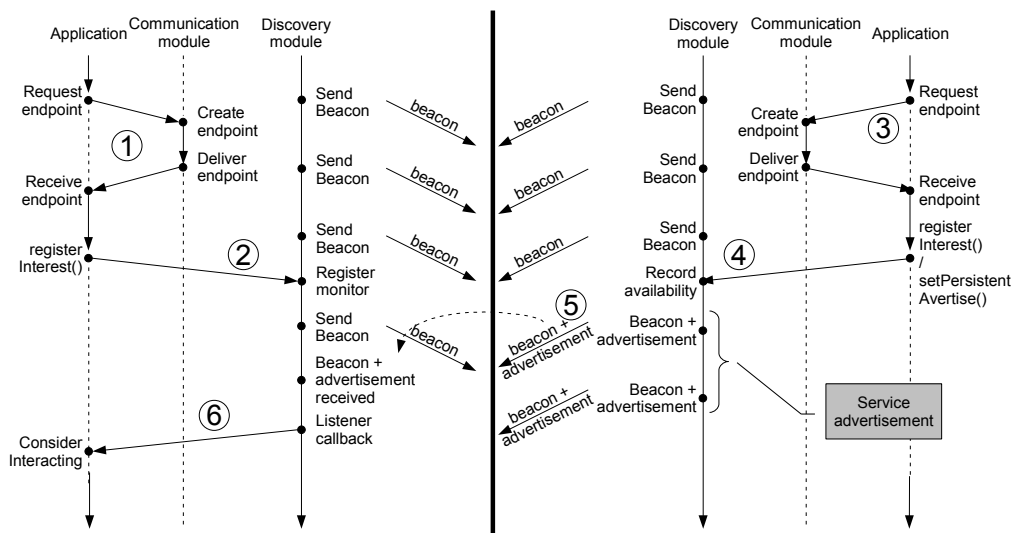 Application
Communication
module
Discovery
module
Discovery
module
Communication
module
Application
Request
endpoint
Create
endpoint
1
Deliver
endpoint
Receive
endpoint
register
Interest()
2
Send
Beacon
Send
Beacon
Send
Beacon
Register
monitor
Send
Beacon
Beacon +
advertisement
received
Listener
callback
6
Consider
Interacting
beacon
beacon
beacon
beacon
beacon
beacon
beacon
5
beacon +
advertisement
beacon +
advertisement
Send
Beacon
Send
Beacon
Send
Beacon
Record
availability
Beacon +
advertisement
Beacon +
advertisement
Create
endpoint
3
Deliver
endpoint
4
Request
endpoint
Receive
endpoint
register
Interest()
/
setPersistent
Avertise()
Service
advertisement